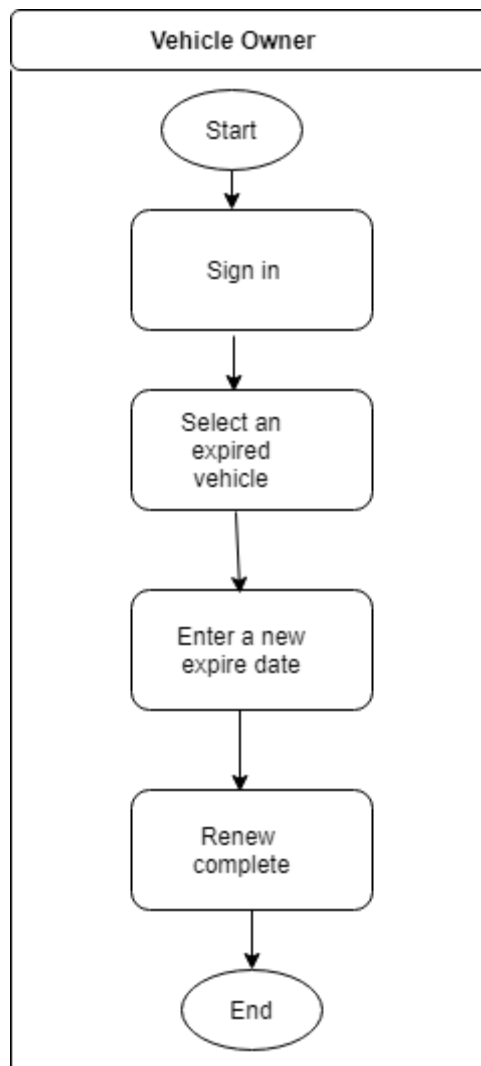 Vehicle Owner
Start
Sign in
Select an
expired
vehicle
Enter a new
expire date
Renew
complete
End